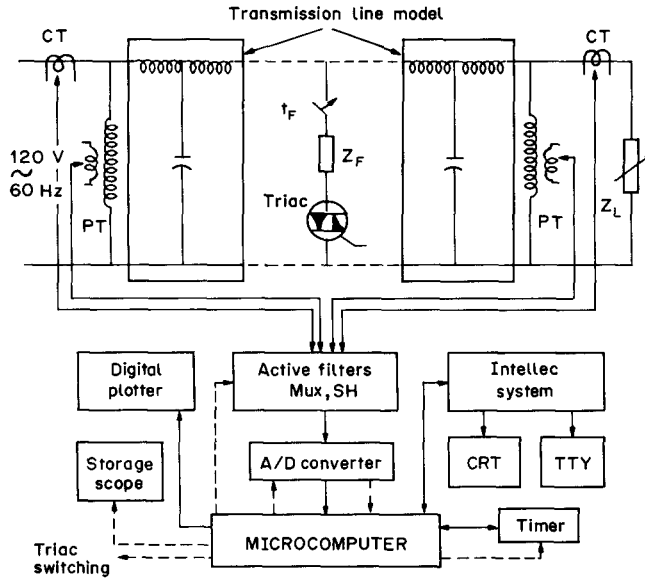 Transmission line model
CT
CT
t_F
Z_F
120 V
~
60 Hz
Triac
PT
PT
Z_L
Digital
plotter
Active filters
Mux, SH
Intellec
system
Storage
scope
A/D converter
CRT
TTY
MICROCOMPUTER
Timer
Triac
switching